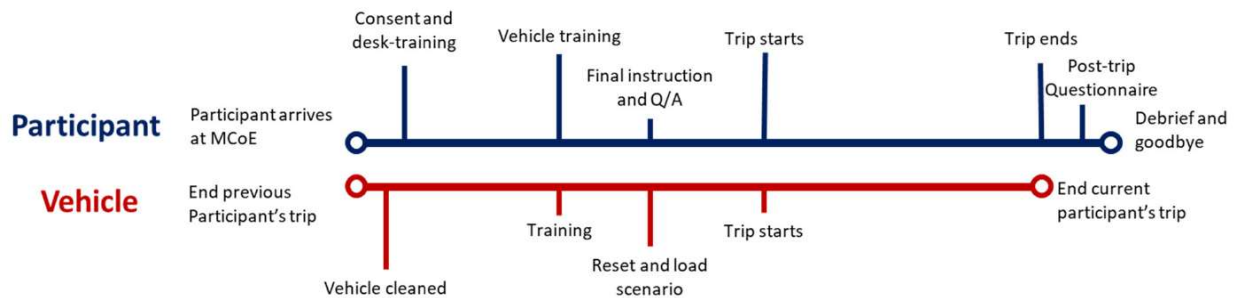 Consent and
desk-training
Vehicle training
Final instruction
and Q/A
Trip starts
Trip ends
Post-trip
Questionnaire
Participant
Participant arrives
at MCoE
Debrief and
goodbye
Vehicle
End previous
Participant's trip
End current
participant's trip
Training
Trip starts
Reset and load
scenario
Vehicle cleaned